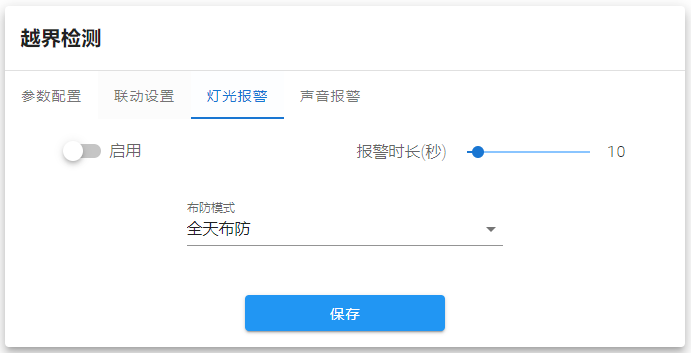 越界检测
参数配置 联动设置 灯光报警 声音报警
启用 报警时长(秒) 10
布防模式
全天布防
保存